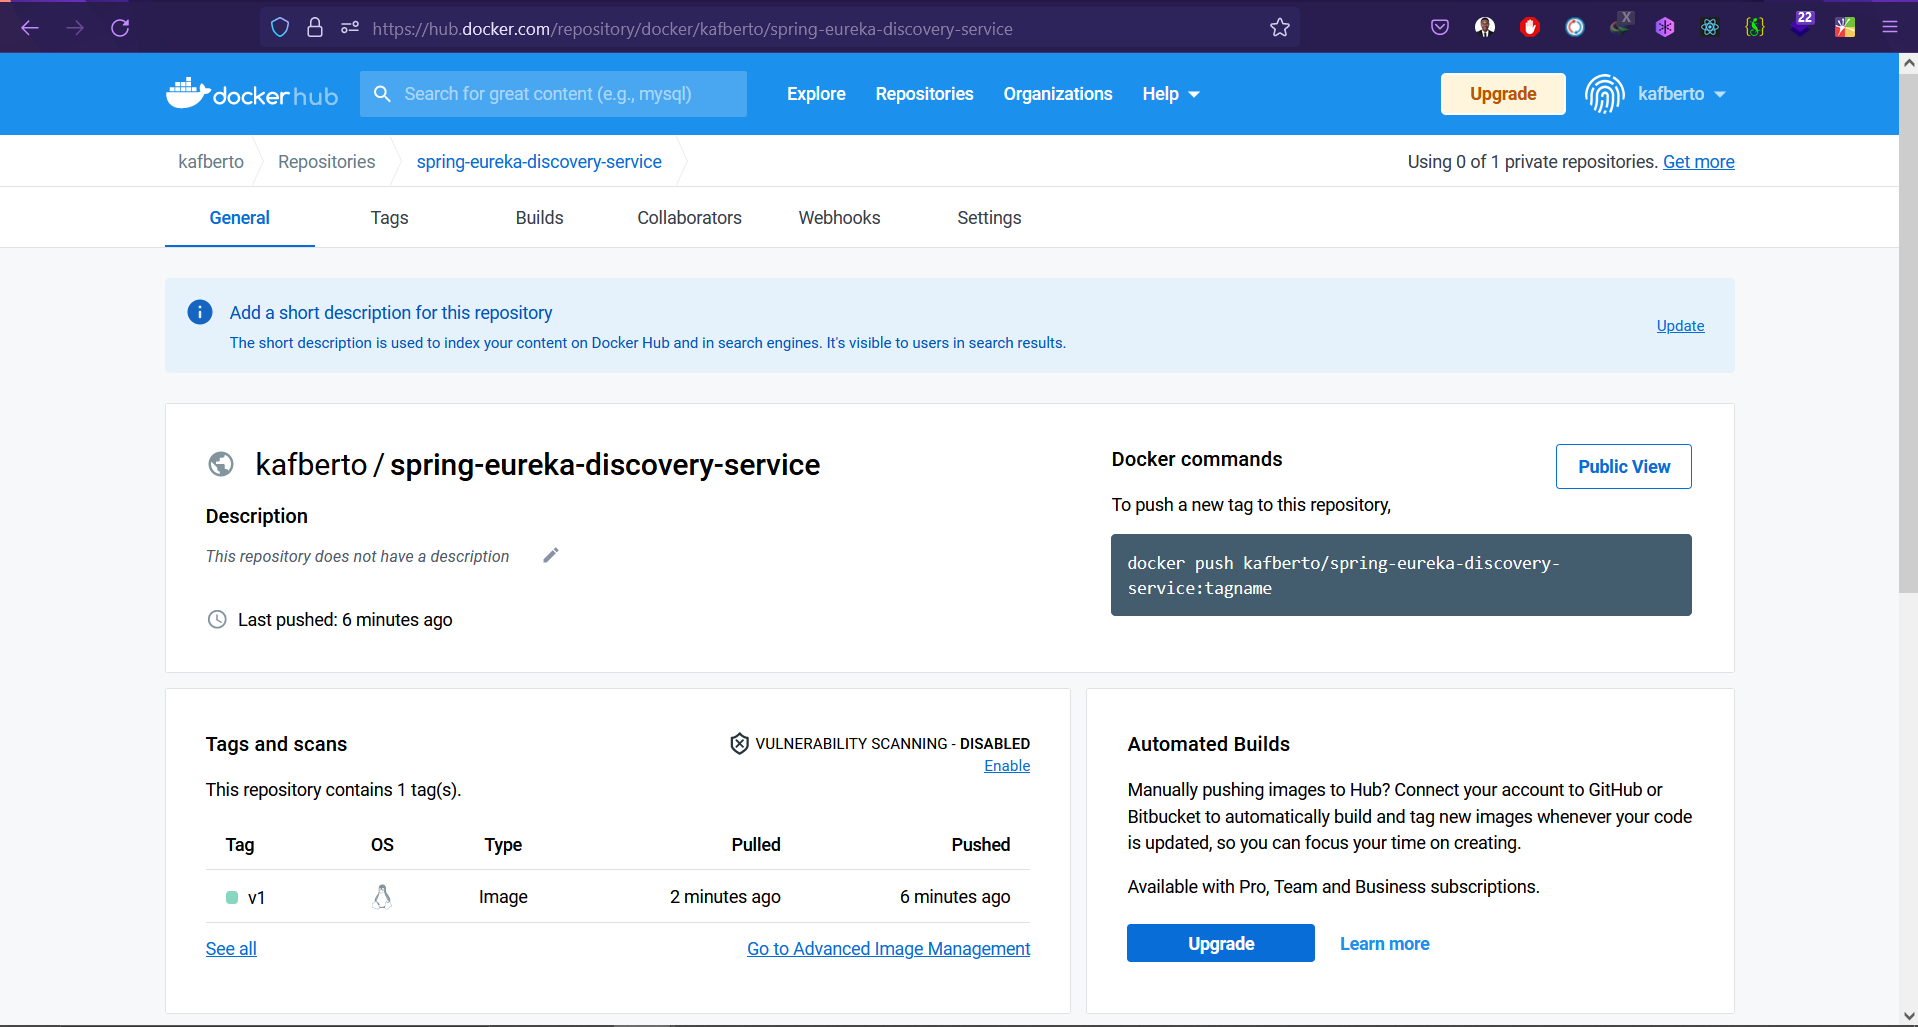 https://hub.docker.com/repository/docker/kafberto/spring-eureka-discovery-service
X
22
docker hub
Search for great content (e.g., mysql)
Explore
Repositories
Organizations
Help
Upgrade
kafberto
kafberto
Repositories
spring-eureka-discovery-service
Using 0 of 1 private repositories. Get more
General
Tags
Builds
Collaborators
Webhooks
Settings
Add a short description for this repository
The short description is used to index your content on Docker Hub and in search engines. It's visible to users in search results.
Update
kafberto / spring-eureka-discovery-service
Description
This repository does not have a description
Last pushed: 6 minutes ago
Docker commands
Public View
To push a new tag to this repository,
docker push kafberto/spring-eureka-discovery-
service:tagname
Tags and scans
VULNERABILITY SCANNING - DISABLED
Enable
This repository contains 1 tag(s).
Tag OS Type Pulled Pushed
v1 Image 2 minutes ago 6 minutes ago
See all
Go to Advanced Image Management
Automated Builds
Manually pushing images to Hub? Connect your account to GitHub or
Bitbucket to automatically build and tag new images whenever your code
is updated, so you can focus your time on creating.
Available with Pro, Team and Business subscriptions.
Upgrade
Learn more